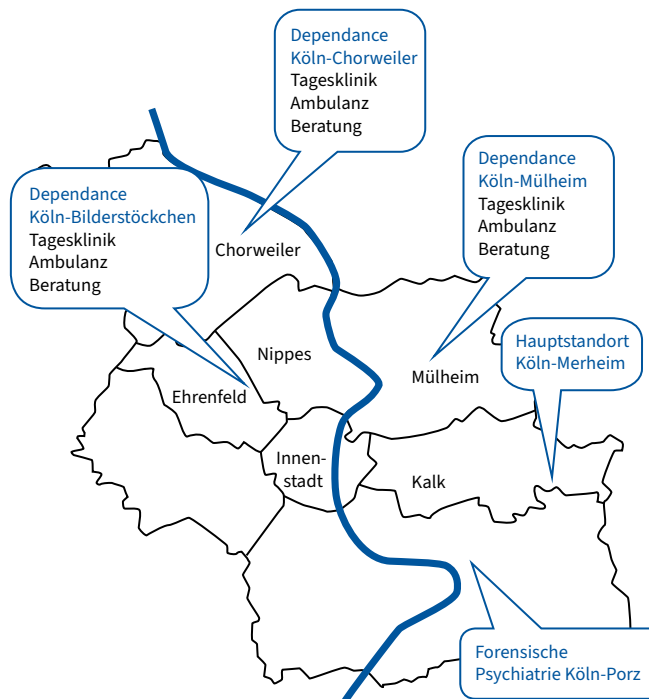 Dependance
Köln-Chorweiler
Tagesklinik
Ambulanz
Beratung
Dependance
Köln-Mülheim
Tagesklinik
Ambulanz
Beratung
Dependance
Köln-Bilderstöckchen
Tagesklinik
Ambulanz
Beratung
Chorweiler
Hauptstandort
Köln-Merheim
Nippes
Mülheim
Ehrenfeld
Innen-
stadt
Kalk
Forensische
Psychiatrie Köln-Porz